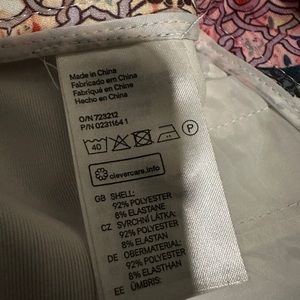 Made in China
Fabricado em China
Fabriqué en Chine
Hecho en China
O/N 723212
P/N 0231164 1
40
P
clevercare.info
GB SHELL:
92% POLYESTER
8% ELASTANE
CZ SVRCHNÍ LÁTKA:
92% POLYESTER
8% ELASTAN
DE OBERMATERIAL:
92% POLYESTER
8% ELASTHAN
EE ÜMBRIS: